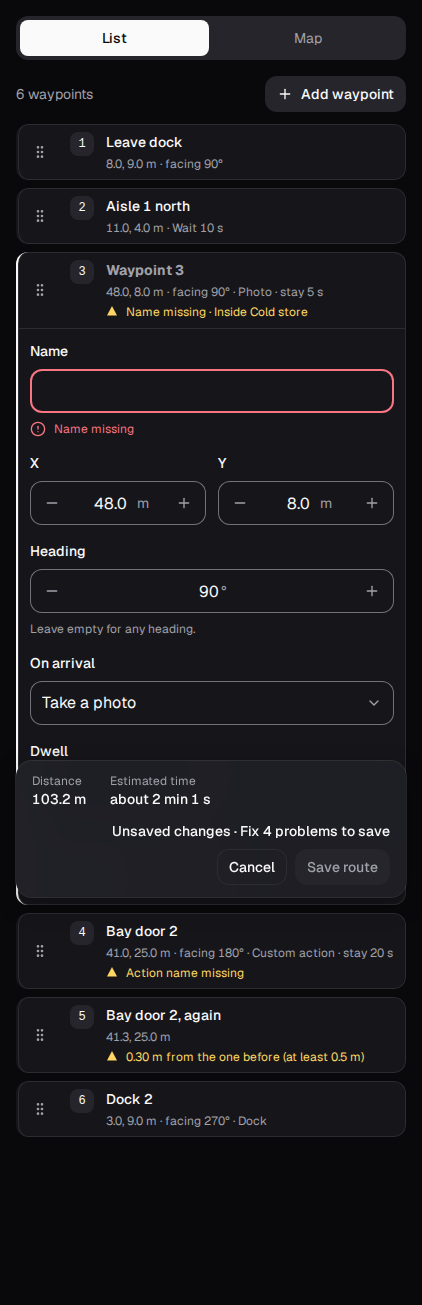 List
Map
6 waypoints
+ Add waypoint
1
Leave dock
8.0, 9.0 m · facing 90°
2
Aisle 1 north
11.0, 4.0 m · Wait 10 s
3
Waypoint 3
48.0, 8.0 m · facing 90° · Photo · stay 5 s
Name missing · Inside Cold store
Name
Name missing
X
Y
− 48.0 m +
− 8.0 m +
Heading
− 90° +
Leave empty for any heading.
On arrival
Take a photo
Dwell
Distance
Estimated time
103.2 m
about 2 min 1 s
Unsaved changes · Fix 4 problems to save
Cancel
Save route
4
Bay door 2
41.0, 25.0 m · facing 180° · Custom action · stay 20 s
Action name missing
5
Bay door 2, again
41.3, 25.0 m
0.30 m from the one before (at least 0.5 m)
6
Dock 2
3.0, 9.0 m · facing 270° · Dock